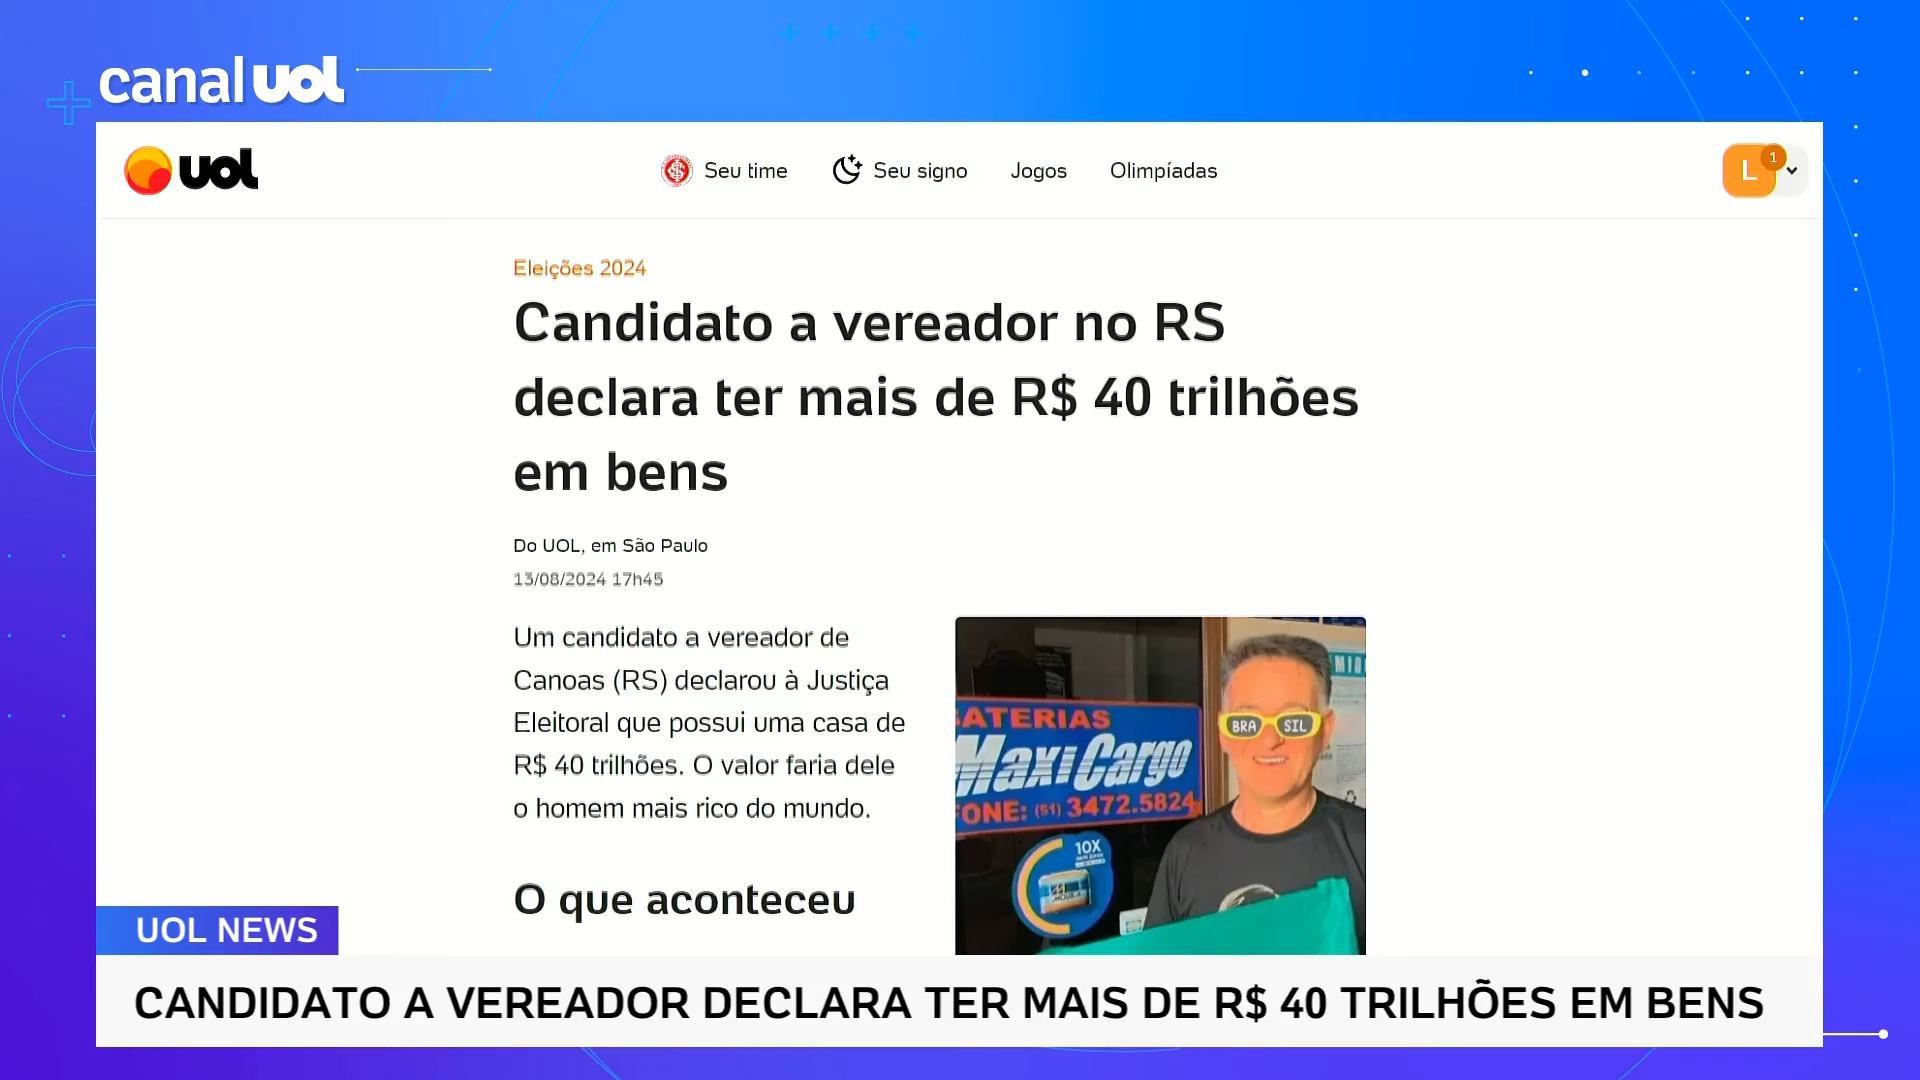 canal uol
uol
Seu time
Seu signo
Jogos
Olimpíadas
L
1
Eleições 2024
Candidato a vereador no RS
declara ter mais de R$ 40 trilhões
em bens
Do UOL, em São Paulo
13/08/2024 17h45
Um candidato a vereador de
Canoas (RS) declarou à Justiça
Eleitoral que possui uma casa de
R$ 40 trilhões. O valor faria dele
o homem mais rico do mundo.
O que aconteceu
BATERIAS
MaxiCargo
FONE: (51) 3472.5824
10X
BRA SIL
UOL NEWS
CANDIDATO A VEREADOR DECLARA TER MAIS DE R$ 40 TRILHÕES EM BENS